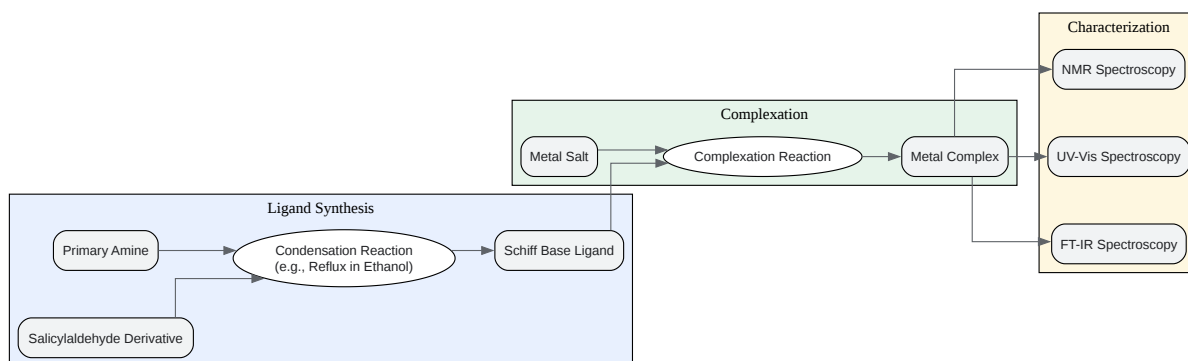 Ligand Synthesis
Primary Amine
Salicylaldehyde Derivative
Condensation Reaction
(e.g., Reflux in Ethanol)
Schiff Base Ligand
Complexation
Metal Salt
Complexation Reaction
Metal Complex
Characterization
NMR Spectroscopy
UV-Vis Spectroscopy
FT-IR Spectroscopy